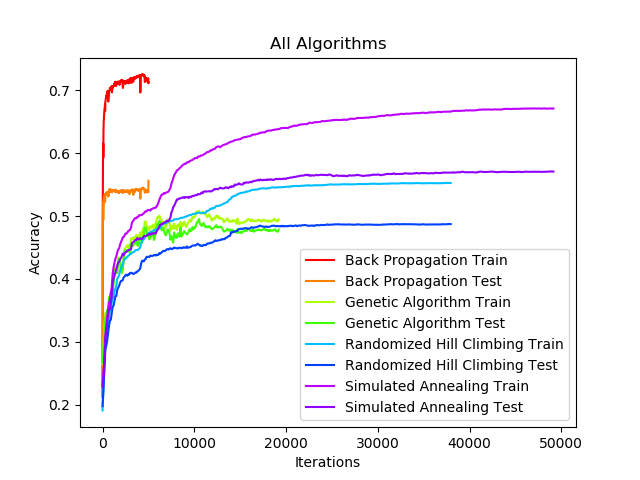 All Algorithms
0.7
0.6
0.5
0.4
0.3
0.2
Accuracy
Back Propagation Train
Back Propagation Test
Genetic Algorithm Train
Genetic Algorithm Test
Randomized Hill Climbing Train
Randomized Hill Climbing Test
Simulated Annealing Train
Simulated Annealing Test
0 10000 20000 30000 40000 50000
Iterations